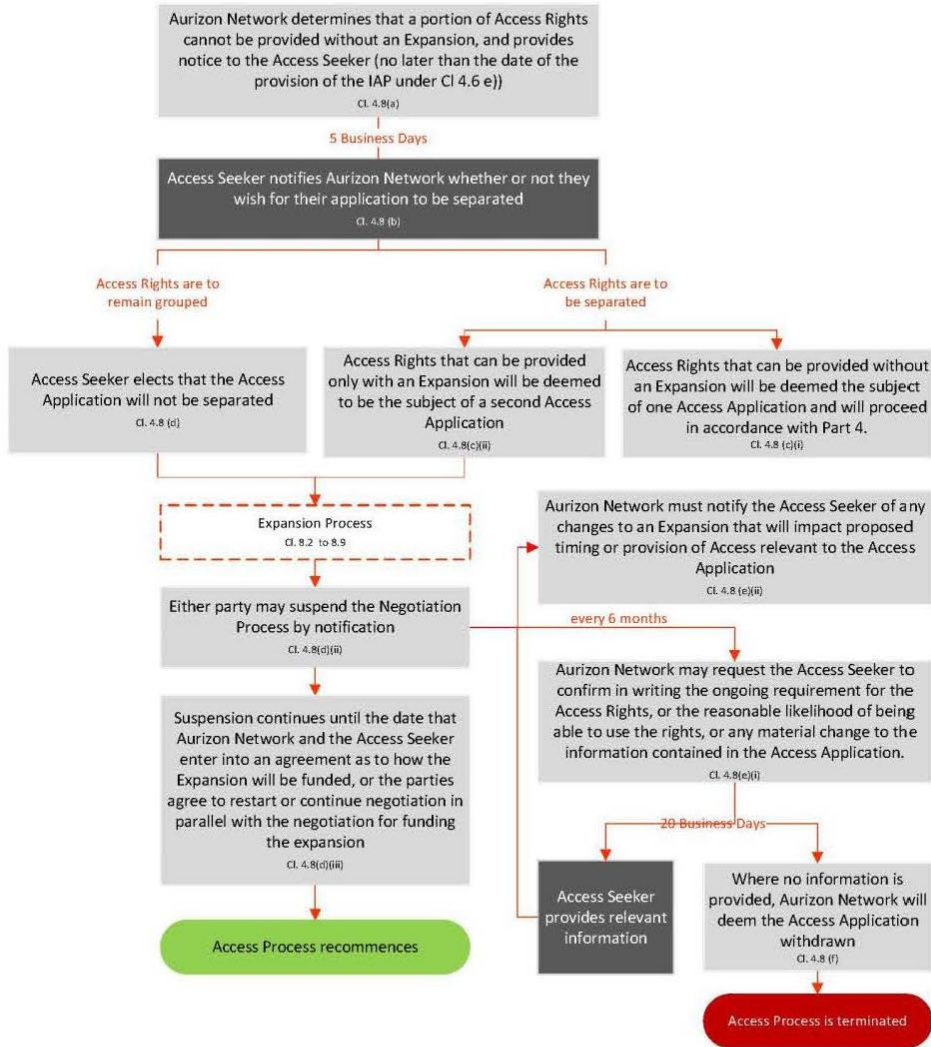 Aurizon Network determines that a portion of Access Rights
cannot be provided without an Expansion, and provides
notice to the Access Seeker (no later than the date of the
provision of the IAP under Cl 4.6 e))
Cl. 4.8(a)
5 Business Days
Access Seeker notifies Aurizon Network whether or not they
wish for their application to be separated
Cl. 4.8 (b)
Access Rights are to
remain grouped
Access Rights are to
be separated
Access Seeker elects that the Access
Application will not be separated
Cl. 4.8 (d)
Access Rights that can be provided
only with an Expansion will be deemed
to be the subject of a second Access
Application
Cl. 4.8(c)(ii)
Access Rights that can be provided without
an Expansion will be deemed the subject
of one Access Application and will proceed
in accordance with Part 4.
Cl. 4.8 (c)(i)
Expansion Process
Cl. 8.2 to 8.9
Aurizon Network must notify the Access Seeker of any
changes to an Expansion that will impact proposed
timing or provision of Access relevant to the Access
Application
Cl. 4.8 (e)(ii)
Either party may suspend the Negotiation
Process by notification
Cl. 4.8(d)(ii)
every 6 months
Aurizon Network may request the Access Seeker to
confirm in writing the ongoing requirement for the
Access Rights, or the reasonable likelihood of being
able to use the rights, or any material change to the
information contained in the Access Application.
Cl. 4.8(e)(i)
Suspension continues until the date that
Aurizon Network and the Access Seeker
enter into an agreement as to how the
Expansion will be funded, or the parties
agree to restart or continue negotiation in
parallel with the negotiation for funding
the expansion
Cl. 4.8(d)(iii)
20 Business Days
Access Seeker
provides relevant
information
Where no information is
provided, Aurizon Network will
deem the Access Application
withdrawn
Cl. 4.8 (f)
Access Process recommences
Access Process is terminated